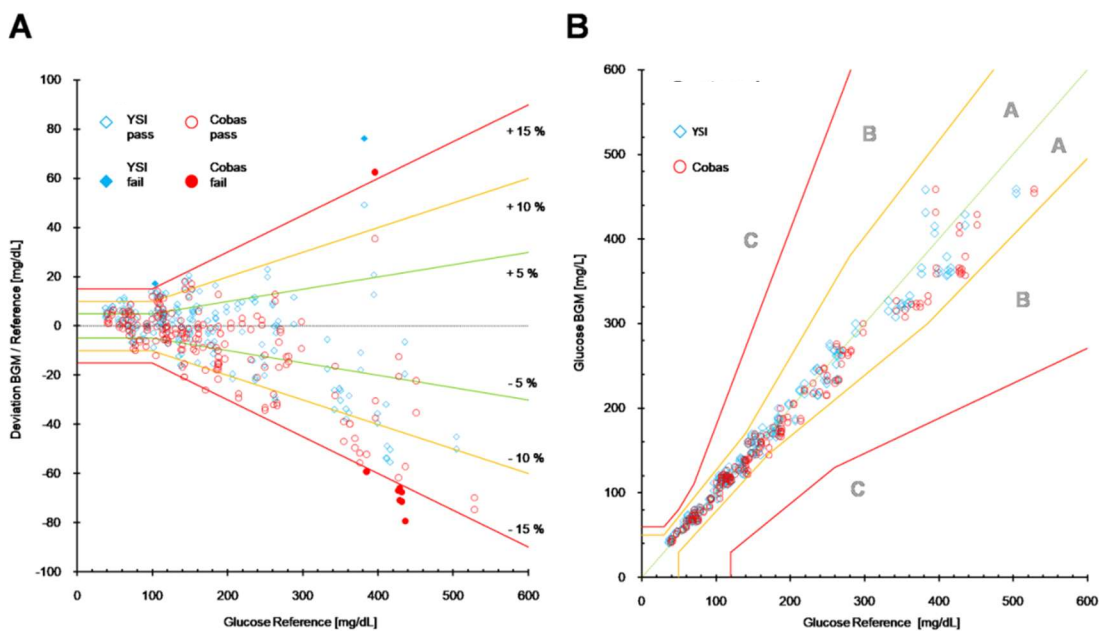 A
100
80
60
40
20
0
-20
-40
-60
-80
-100
0
100
200
300
400
500
600
Deviation BGM / Reference [mg/dL]
Glucose Reference [mg/dL]
YSI
pass
Cobas
pass
YSI
fail
Cobas
fail
+ 15 %
+ 10 %
+ 5 %
- 5 %
- 10 %
- 15 %
B
600
500
400
300
200
100
0
0
100
200
300
400
500
600
Glucose BGM [mg/L]
Glucose Reference [mg/dL]
YSI
Cobas
A
B
A
C
B
C